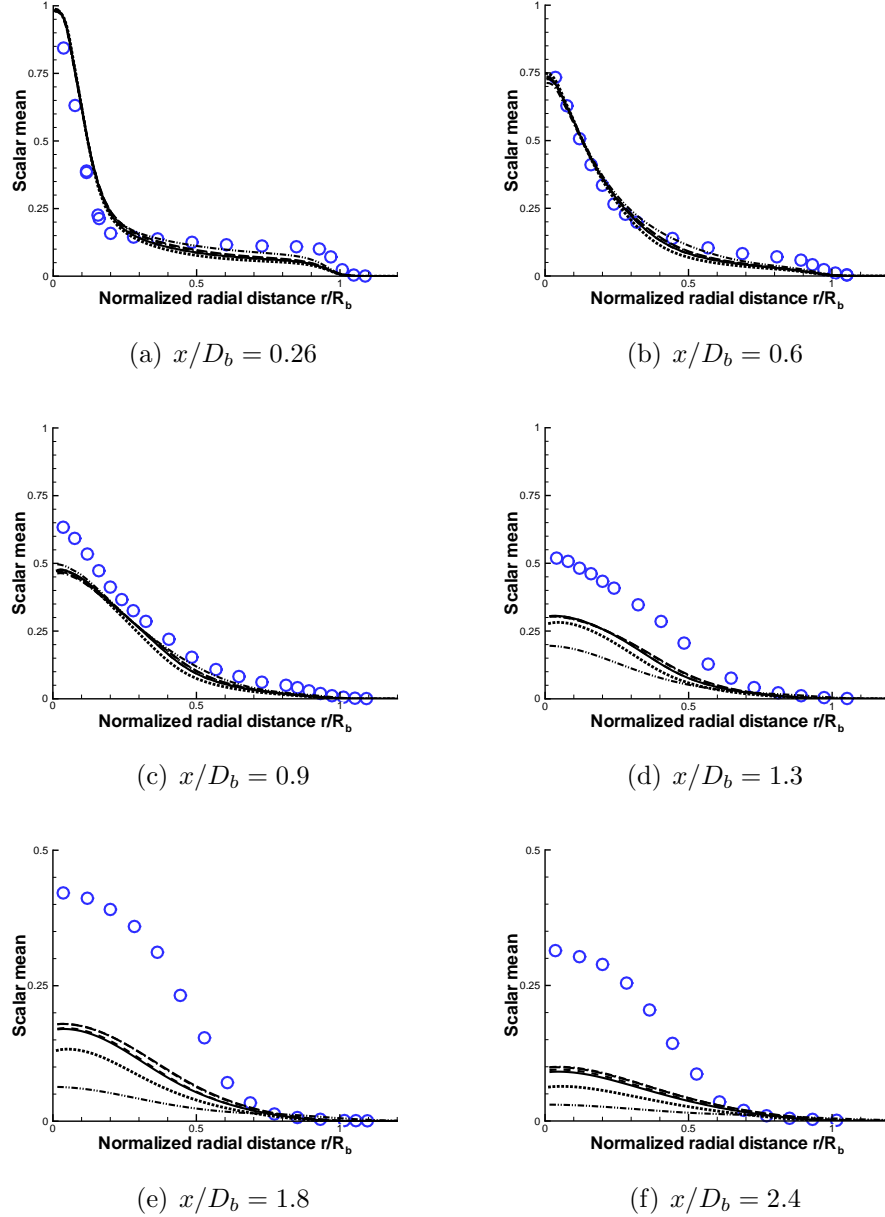 1
1
0.75
0.75
Scalar mean
Scalar mean
0.5
0.5
0.25
0.25
0
0
0
0.5
1
0
0.5
1
Normalized radial distance r/R_b
Normalized radial distance r/R_b
(a) x/D_b = 0.26
(b) x/D_b = 0.6
1
1
0.75
0.75
Scalar mean
Scalar mean
0.5
0.5
0.25
0.25
0
0
0
0.5
1
0
0.5
1
Normalized radial distance r/R_b
Normalized radial distance r/R_b
(c) x/D_b = 0.9
(d) x/D_b = 1.3
0.5
0.5
Scalar mean
Scalar mean
0.25
0.25
0
0
0
0.5
1
0
0.5
1
Normalized radial distance r/R_b
Normalized radial distance r/R_b
(e) x/D_b = 1.8
(f) x/D_b = 2.4